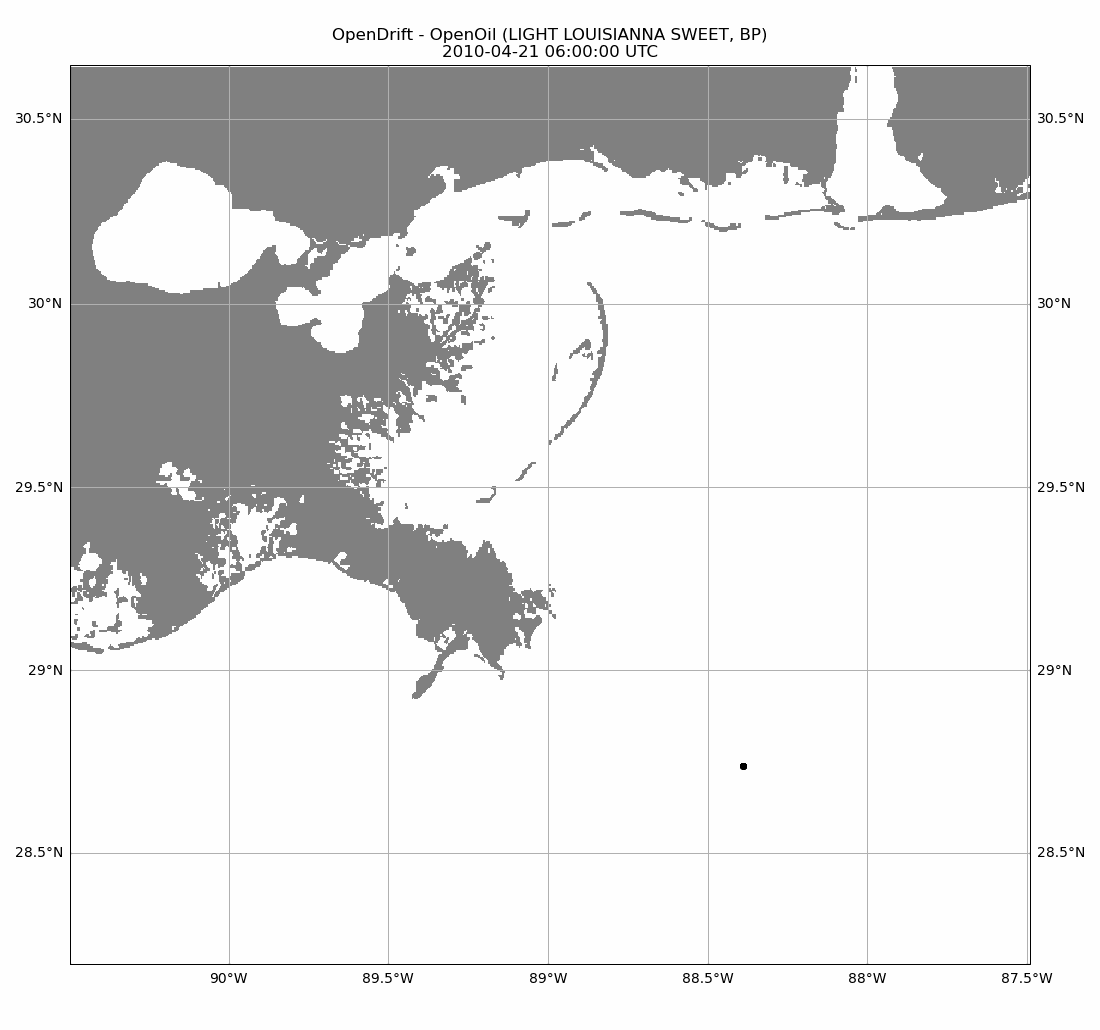 OpenDrift - OpenOil (LIGHT LOUISIANNA SWEET, BP)
2010-04-21 06:00:00 UTC
30.5°N 30.5°N
30°N 30°N
29.5°N 29.5°N
29°N 29°N
28.5°N 28.5°N
90°W 89.5°W 89°W 88.5°W 88°W 87.5°W